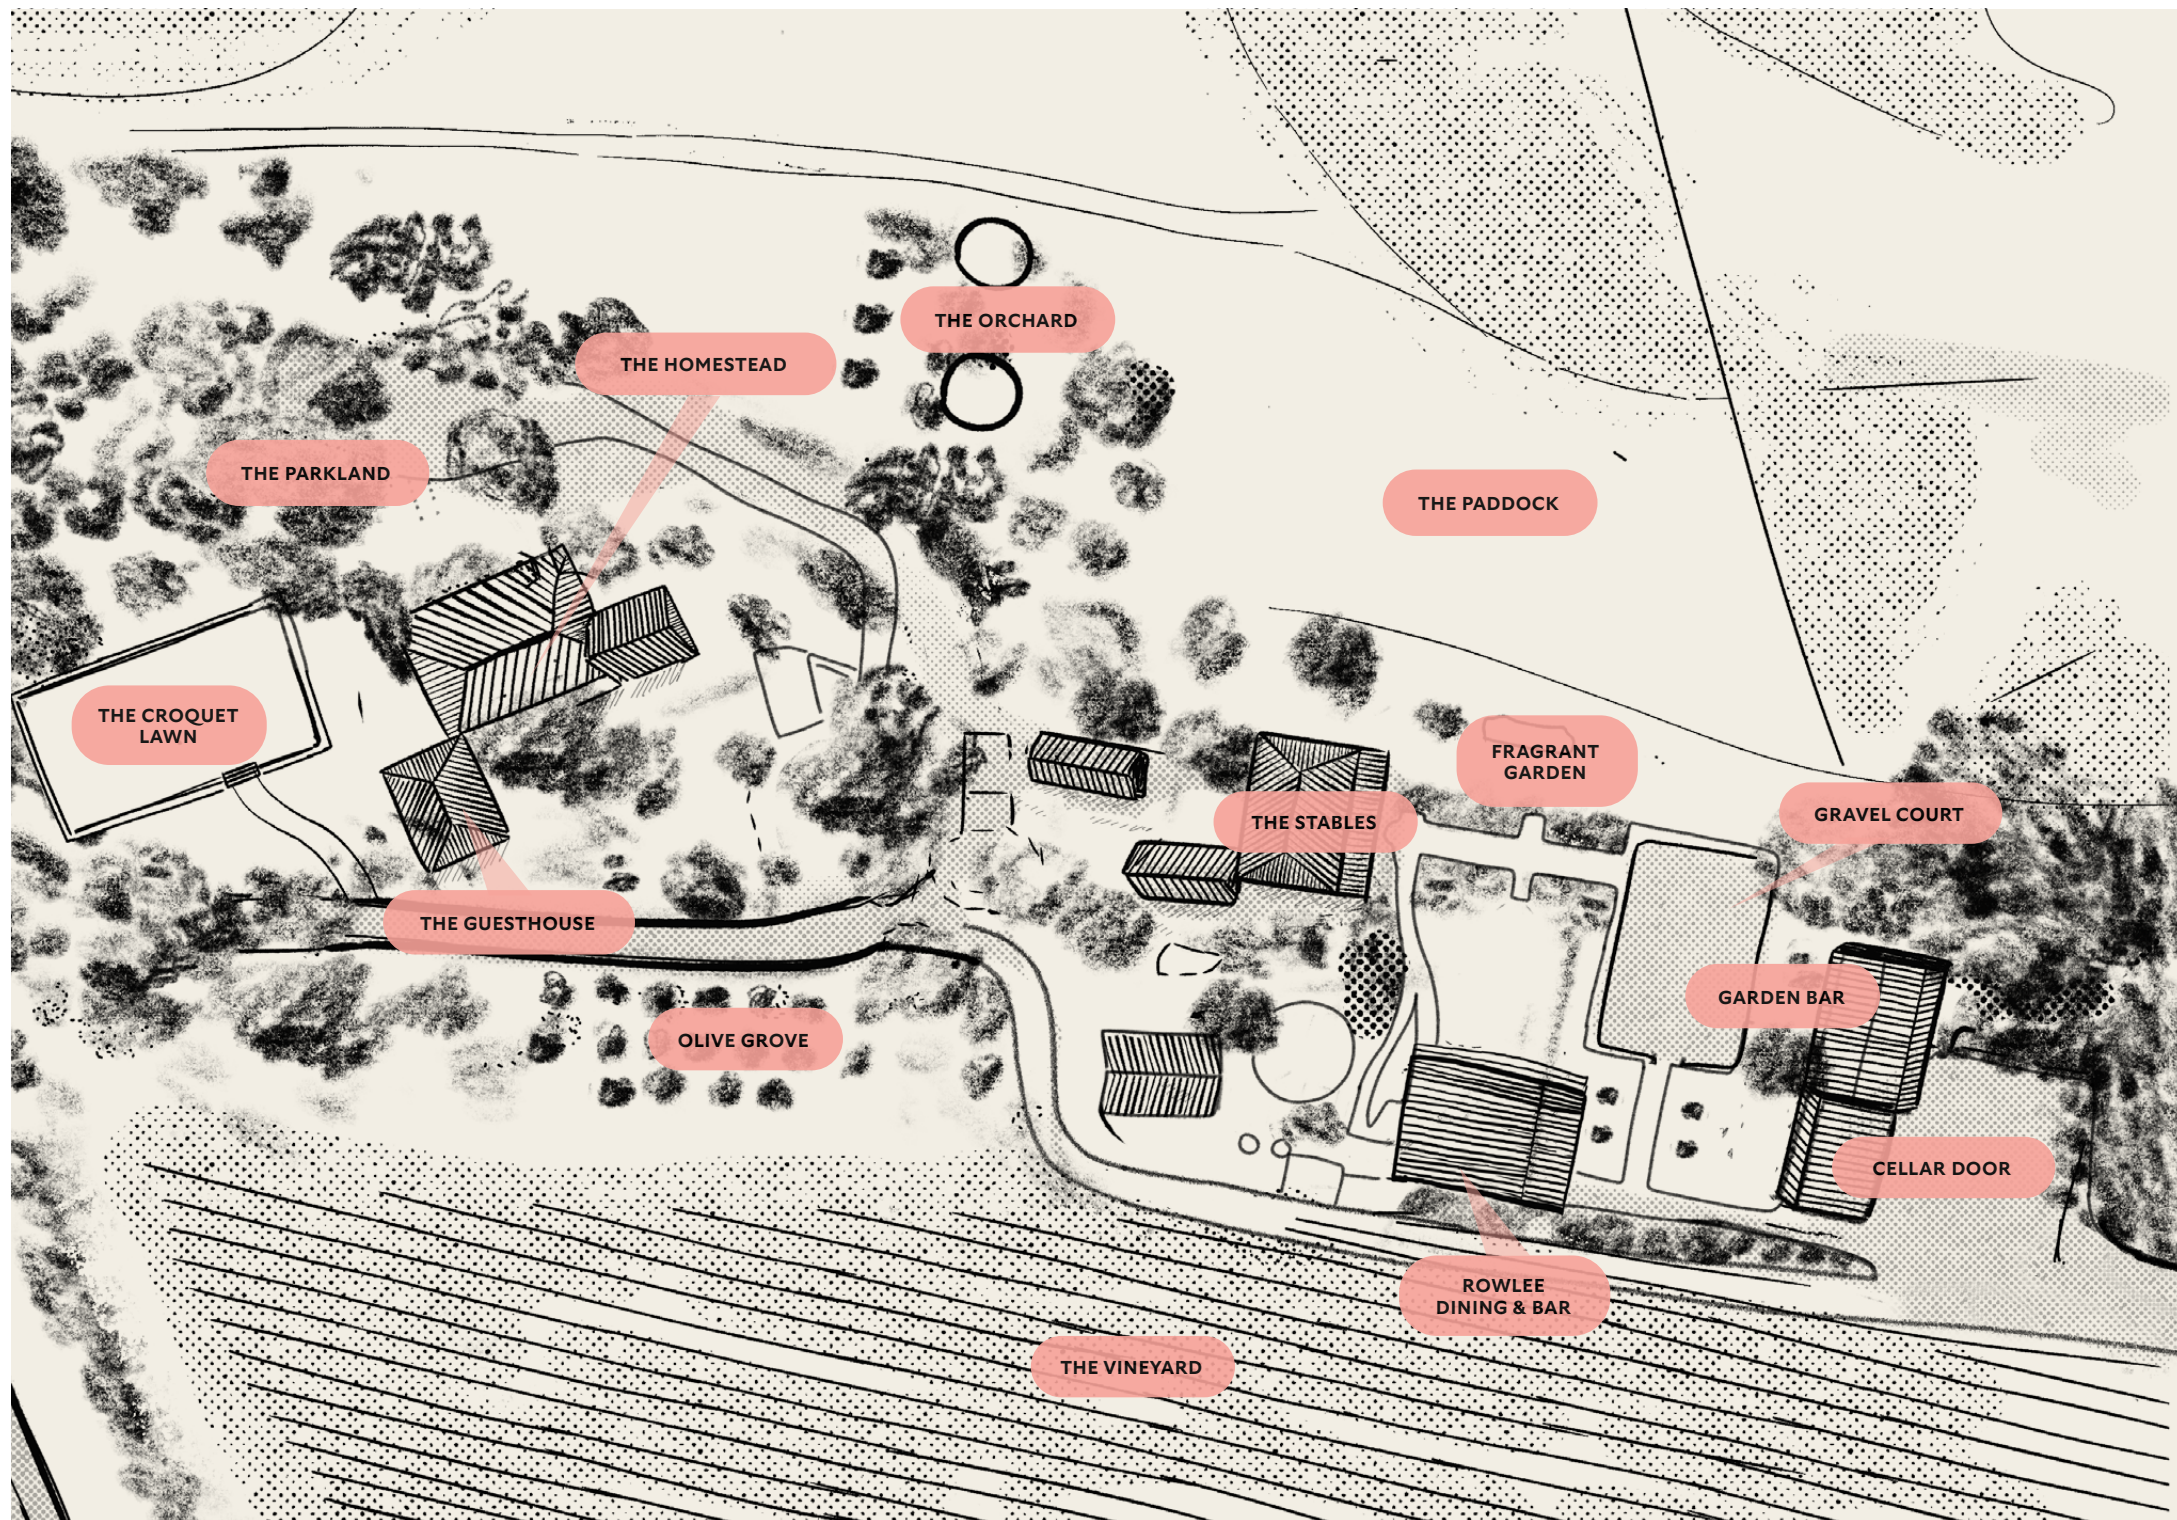 THE ORCHARD
THE HOMESTEAD
THE PARKLAND
THE PADDOCK
THE CROQUET
LAWN
FRAGRANT
GARDEN
GRAVEL COURT
THE STABLES
THE GUESTHOUSE
GARDEN BAR
OLIVE GROVE
CELLAR DOOR
ROWLEE
DINING & BAR
THE VINEYARD